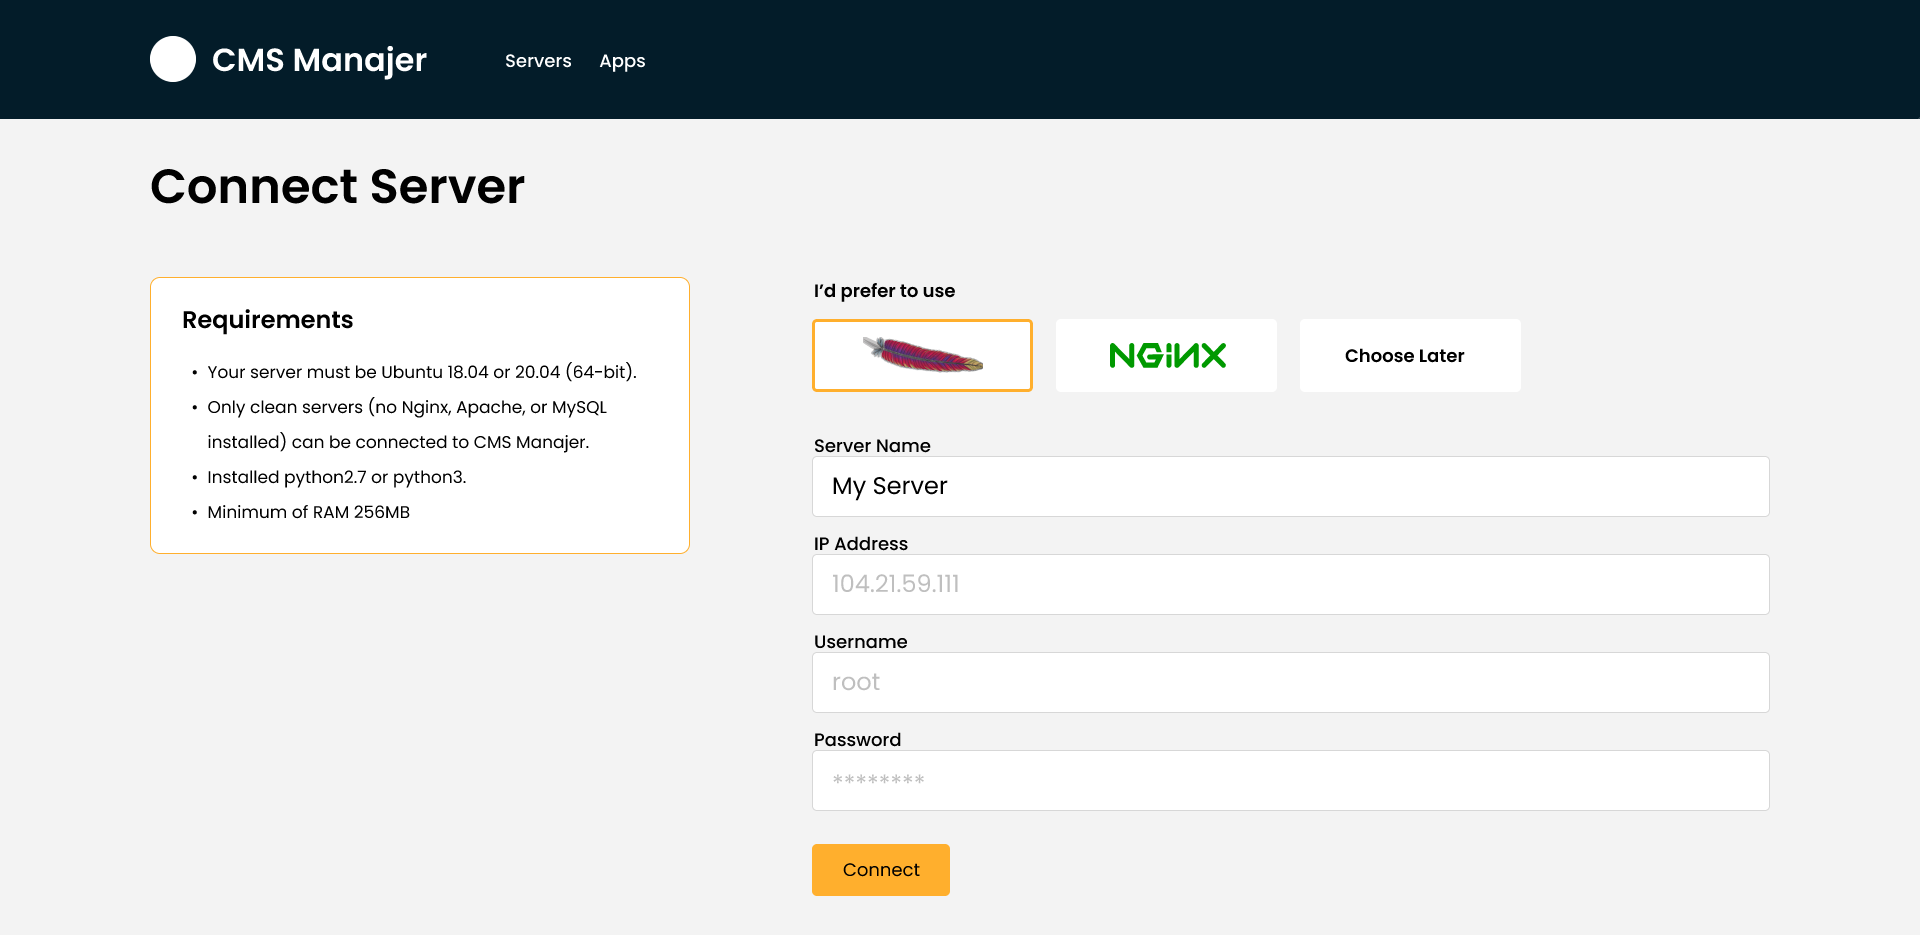 CMS Manajer
Servers
Apps
Connect Server
Requirements
• Your server must be Ubuntu 18.04 or 20.04 (64-bit).
• Only clean servers (no Nginx, Apache, or MySQL
installed) can be connected to CMS Manajer.
• Installed python2.7 or python3.
• Minimum of RAM 256MB
I’d prefer to use
NGiNX
Choose Later
Server Name
My Server
IP Address
104.21.59.111
Username
root
Password
********
Connect